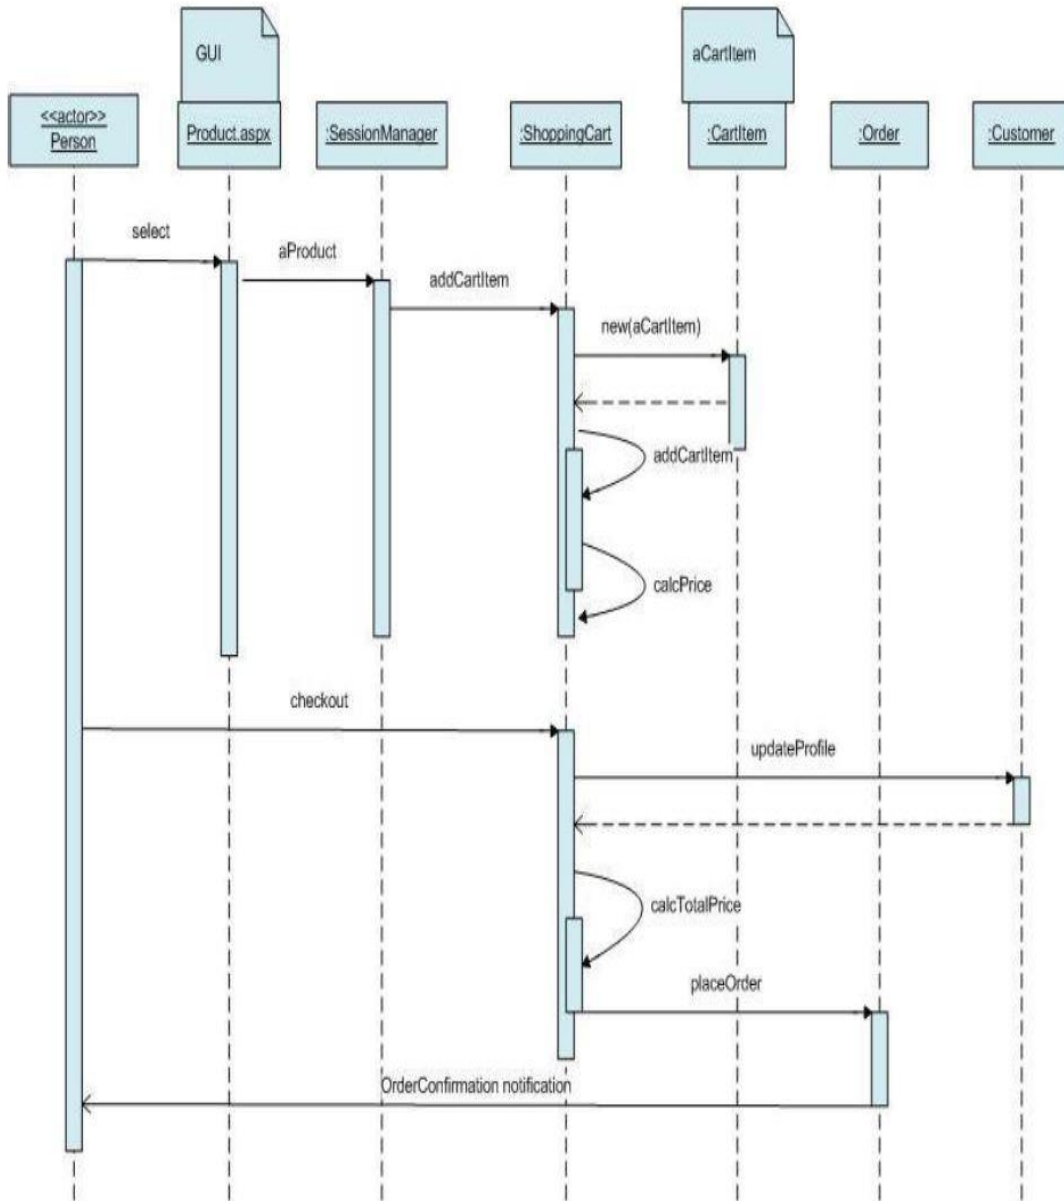 GUI
aCartItem
<<actor>>
Person
Product.aspx
:SessionManager
:ShoppingCart
:CartItem
:Order
:Customer
select
aProduct
addCartItem
new(aCartItem)
addCartItem
calcPrice
checkout
updateProfile
calcTotalPrice
placeOrder
OrderConfirmation notification